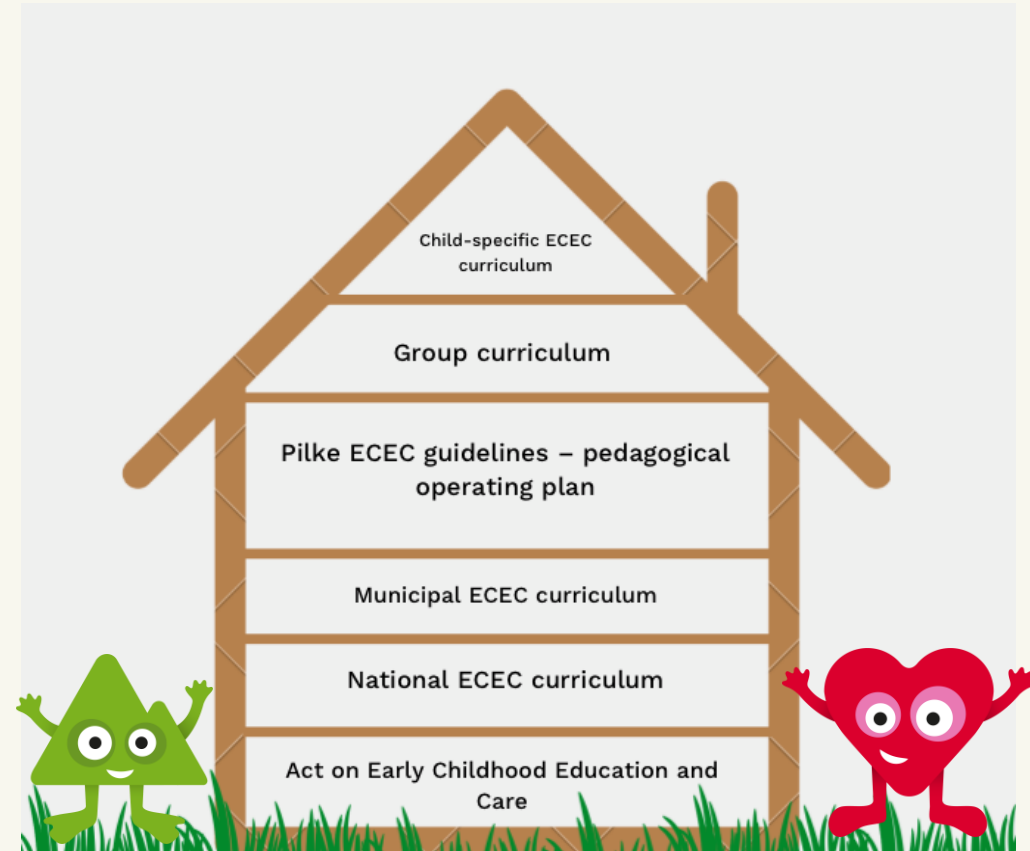 Child-specific ECEC
curriculum
Group curriculum
Pilke ECEC guidelines – pedagogical
operating plan
Municipal ECEC curriculum
National ECEC curriculum
Act on Early Childhood Education and
Care